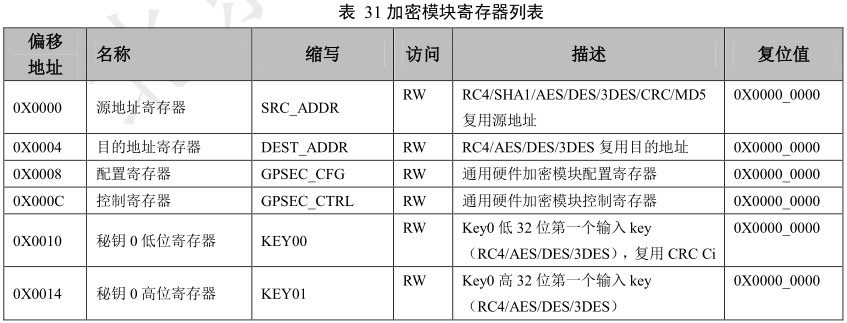 表 31 加密模块寄存器列表
偏移
地址
名称 缩写 访问 描述 复位值
0X0000 源地址寄存器 SRC_ADDR RW RC4/SHA1/AES/DES/3DES/CRC/MD5 0X0000_0000
复用源地址
0X0004 目的地址寄存器 DEST_ADDR RW RC4/AES/DES/3DES 复用目的地址 0X0000_0000
0X0008 配置寄存器 GPSEC_CFG RW 通用硬件加密模块配置寄存器 0X0000_0000
0X000C 控制寄存器 GPSEC_CTRL RW 通用硬件加密模块控制寄存器 0X0000_0000
0X0010 秘钥 0 低位寄存器 KEY00 RW Key0 低 32 位第一个输入 key 0X0000_0000
（RC4/AES/DES/3DES），复用 CRC Ci
0X0014 秘钥 0 高位寄存器 KEY01 RW Key0 高 32 位第一个输入 key 0X0000_0000
（RC4/AES/DES/3DES）